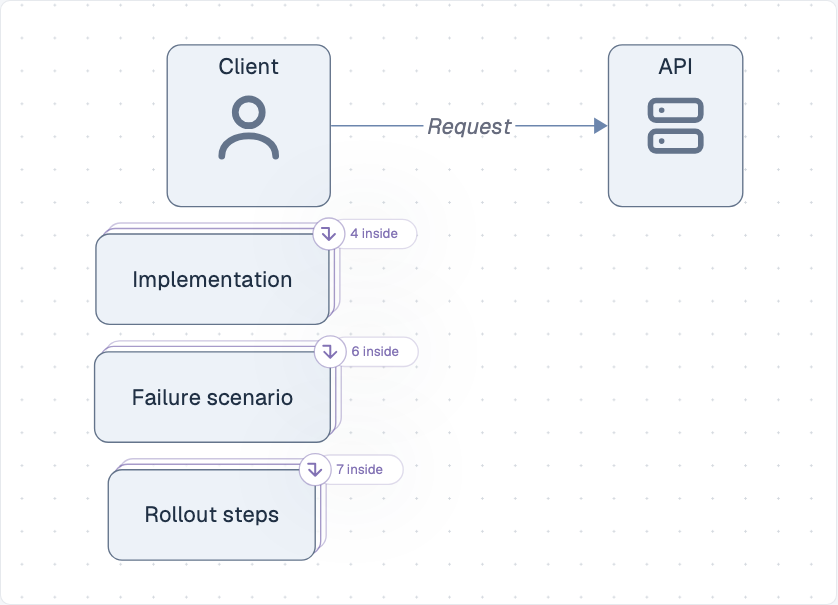 Client
API
Request
4 inside
Implementation
6 inside
Failure scenario
7 inside
Rollout steps